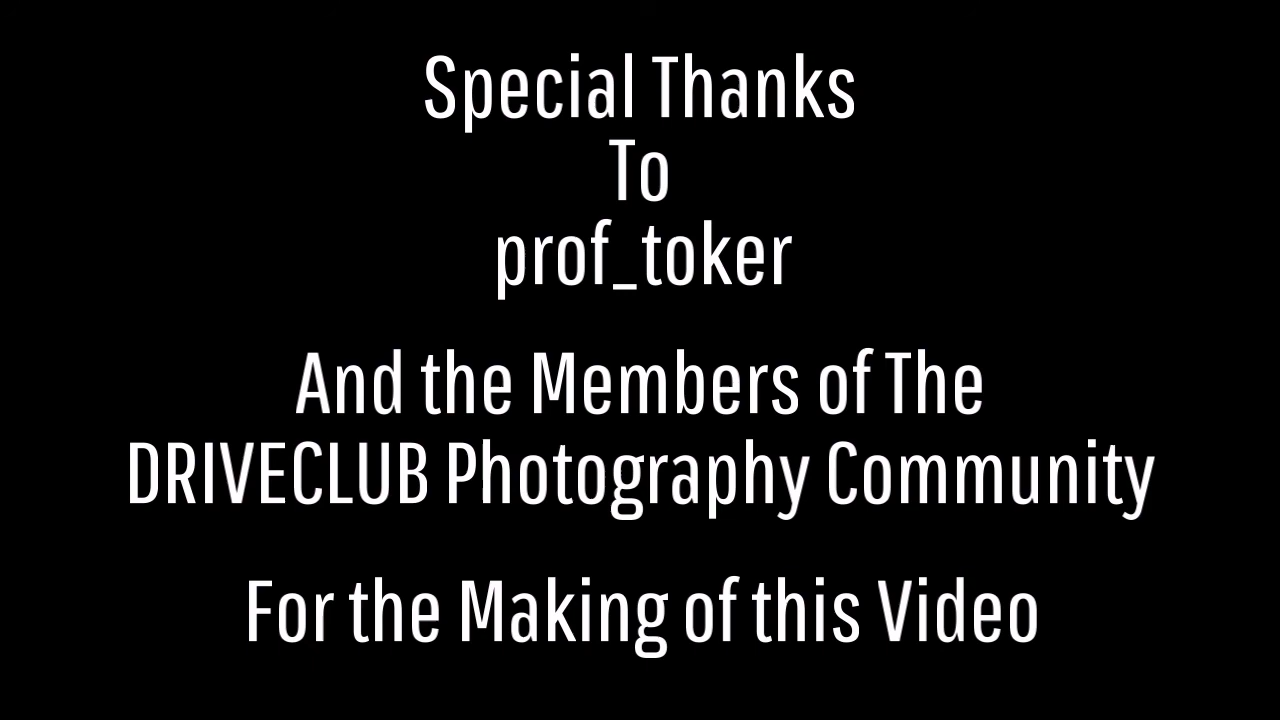 Special Thanks
To
prof_toker
And the Members of The
DRIVECLUB Photography Community
For the Making of this Video